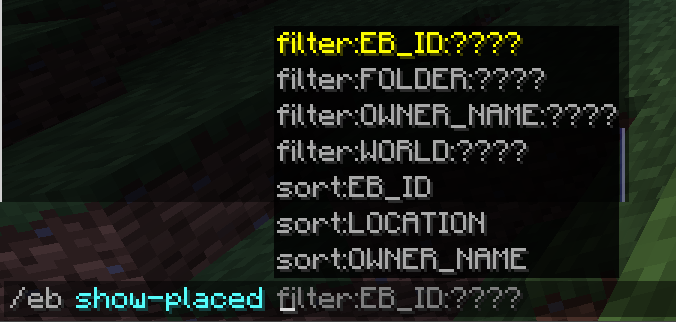 filter:EB_ID:????
filter:FOLDER:????
filter:OWNER_NAME:????
filter:WORLD:????
sort:EB_ID
sort:LOCATION
sort:OWNER_NAME
/eb show-placed filter:EB_ID:????